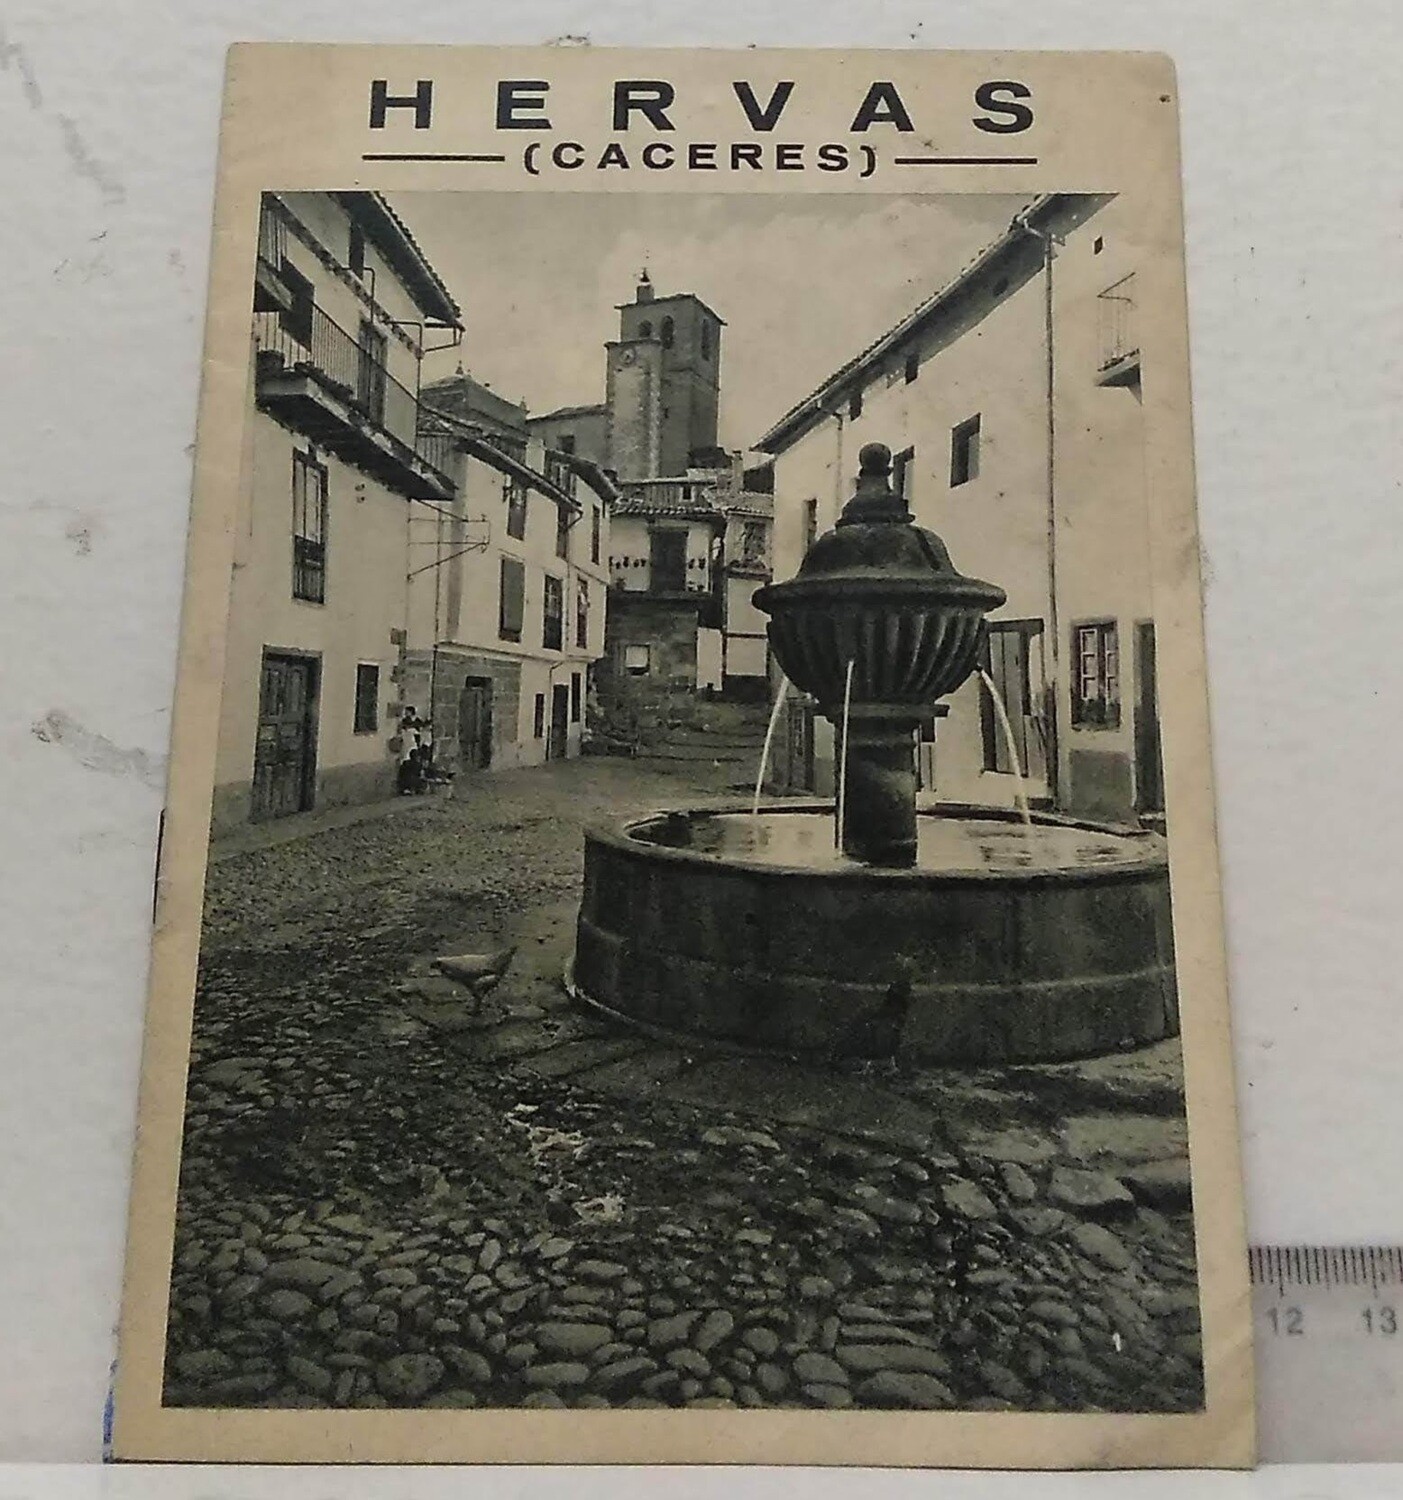 HERVAS
(CACERES)
12 13